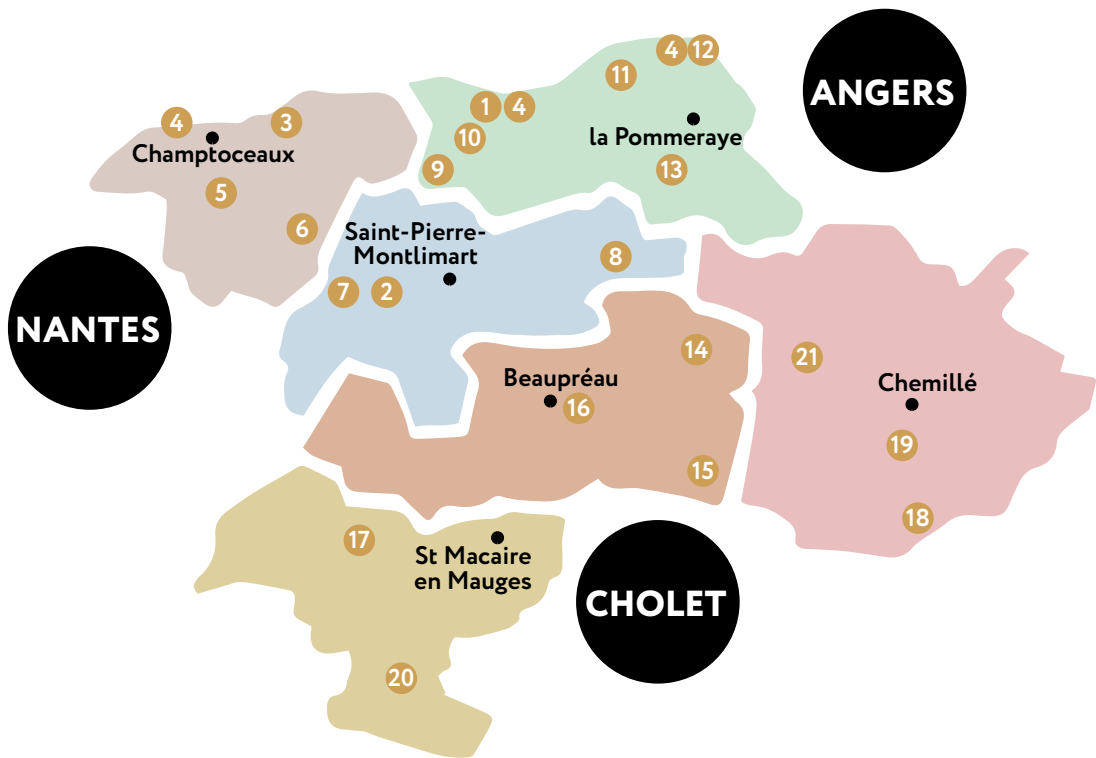 4
12
11
ANGERS
1
4
4
3
10
la Pommeraye
Champtoceaux
9
13
5
6
Saint-Pierre-
Montlimart
8
7
2
NANTES
14
21
Beaupréau
Chemillé
16
19
15
18
17
St Macaire
en Mauges
CHOLET
20